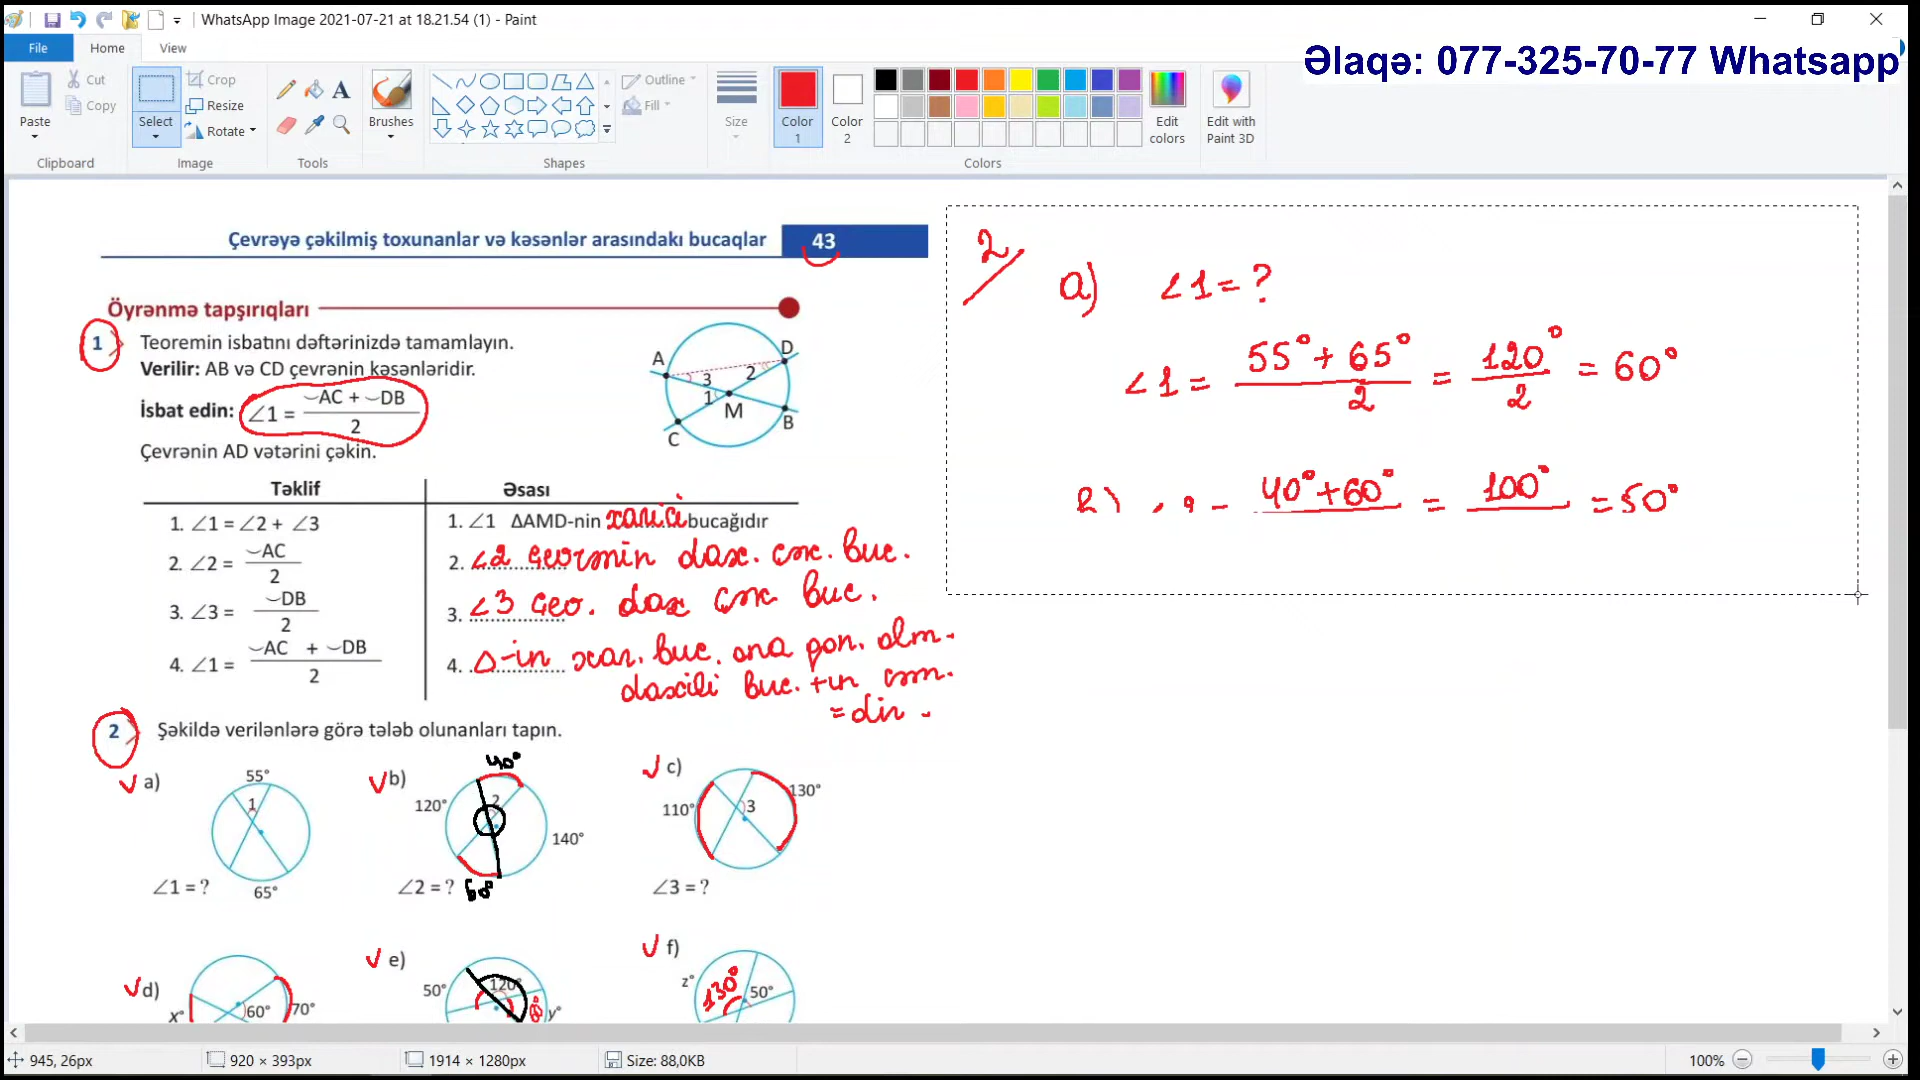 WhatsApp Image 2021-07-21 at 18.21.54 (1) - Paint
File Home View
Əlaqə: 077-325-70-77 Whatsapp
Paste Cut Copy
Select Crop Resize Rotate
Brushes
Outline
Fill
Size
Color 1
Color 2
Edit colors
Edit with Paint 3D
Clipboard Image Tools Shapes Colors
Çevrəyə çəkilmiş toxunanlar və kəsənlər arasındakı bucaqlar 43
Öyrənmə tapşırıqları
1 Teoremin isbatını dəftərinizdə tamamlayın.
Verilir: AB və CD çevrənin kəsənləridir.
İsbat edin: ∠1 = (⌣AC + ⌣DB)/2
Çevrənin AD vətərini çəkin.
A D 3 2 1 M B C
Təklif Əsası
1. ∠1 = ∠2 + ∠3
2. ∠2 = ⌣AC/2
3. ∠3 = ⌣DB/2
4. ∠1 = (⌣AC + ⌣DB)/2
1. ∠1 ΔAMD-nin xarici bucağıdır
2. ∠2 çevrənin dax. çək. buc.
3. ∠3 çev. dax çək buc.
4. Δ-in xar. buc. ona qon. olm.
daxili buc. +ın cəm.
=dir.
2 Şəkildə verilənlərə görə tələb olunanları tapın.
a) 55° 1 65° ∠1 = ?
b) 40° 120° 2 140° 60° ∠2 = ?
c) 110° 130° 3 ∠3 = ?
d) x° 60° 70°
e) 50° 120° y°
f) z° 130° 50°
2/
a) ∠1 = ?
∠1 = (55° + 65°)/2 = 120°/2 = 60°
40°+60° = 100° = 50°
945, 26px 920 × 393px 1914 × 1280px Size: 88,0KB 100%